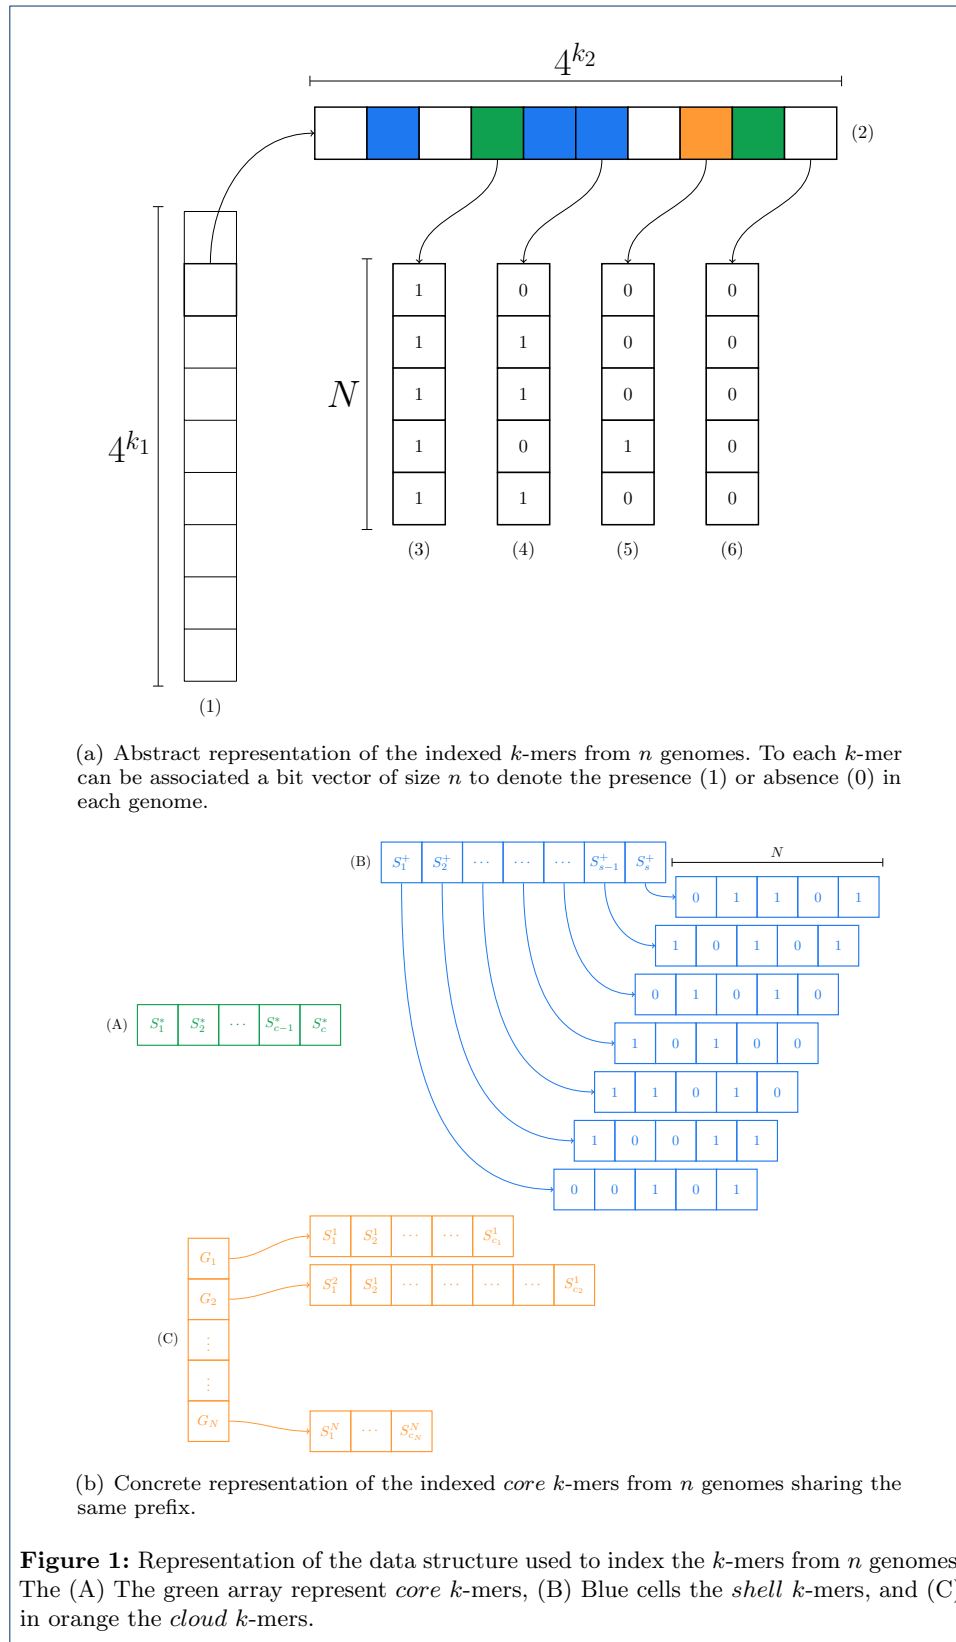 4^{k_2}
(2)
1 0 0 0
1 1 0 0
N
1 1 0 0
4^{k_1}
1 0 1 0
1 1 0 0
(3) (4) (5) (6)
(1)
(a) Abstract representation of the indexed k-mers from n genomes. To each k-mer
can be associated a bit vector of size n to denote the presence (1) or absence (0) in
each genome.
(B) S_1^+ S_2^+ ... ... ... S_{s-1}^+ S_s^+
N
0 1 1 0 1
1 0 1 0 1
0 1 0 1 0
(A) S_1^* S_2^* ... S_{c-1}^* S_c^*
1 0 1 0 0
1 1 0 1 0
1 0 0 1 1
0 0 1 0 1
S_1^1 S_2^1 ... ... S_{c_1}^1
G_1
S_1^2 S_2^1 ... ... ... ... S_{c_2}^1
G_2
(C) ⋮
⋮
G_N
S_1^N ... S_{c_N}^N
(b) Concrete representation of the indexed core k-mers from n genomes sharing the
same prefix.
Figure 1: Representation of the data structure used to index the k-mers from n genomes
The (A) The green array represent core k-mers, (B) Blue cells the shell k-mers, and (C)
in orange the cloud k-mers.